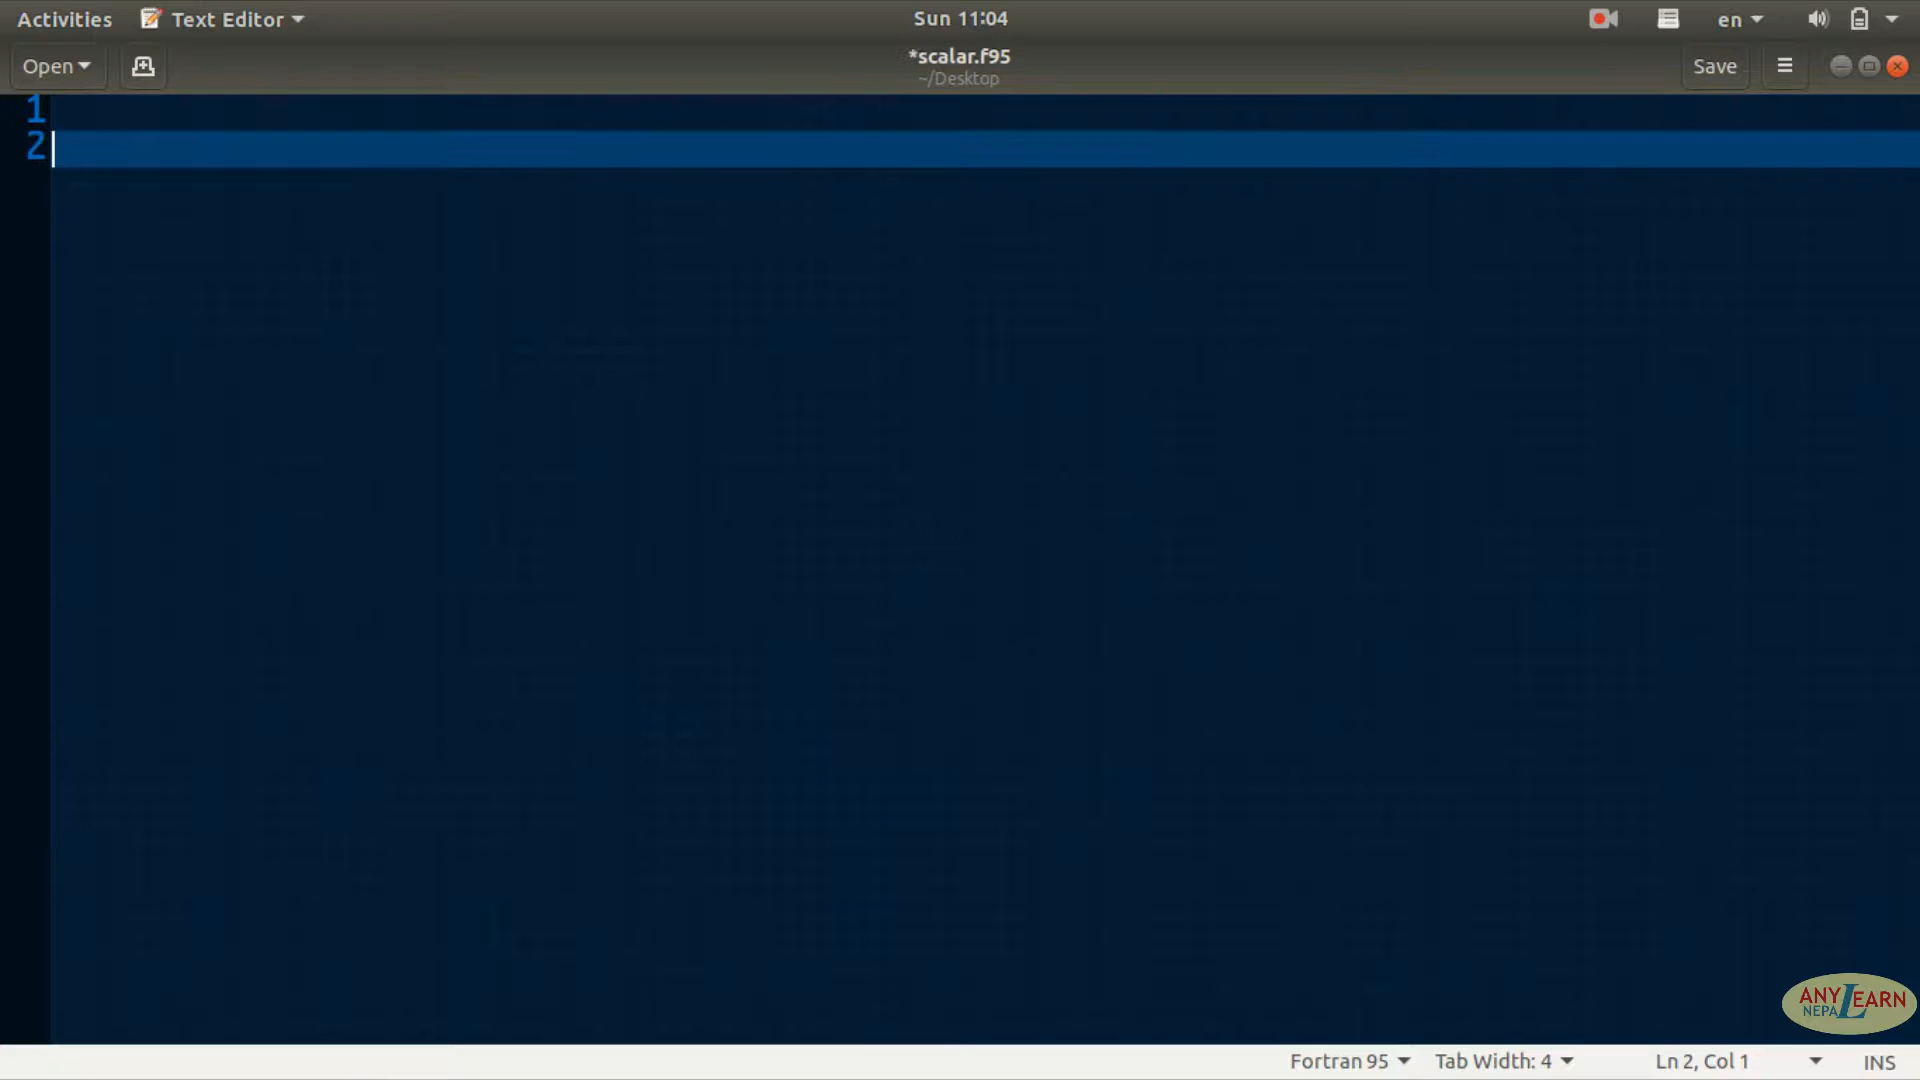 Activities Text Editor Sun 11:04 en
Open *scalar.f95 Save
~/Desktop
1
2
ANY LEARN
NEPAL
Fortran 95 Tab Width: 4 Ln 2, Col 1 INS